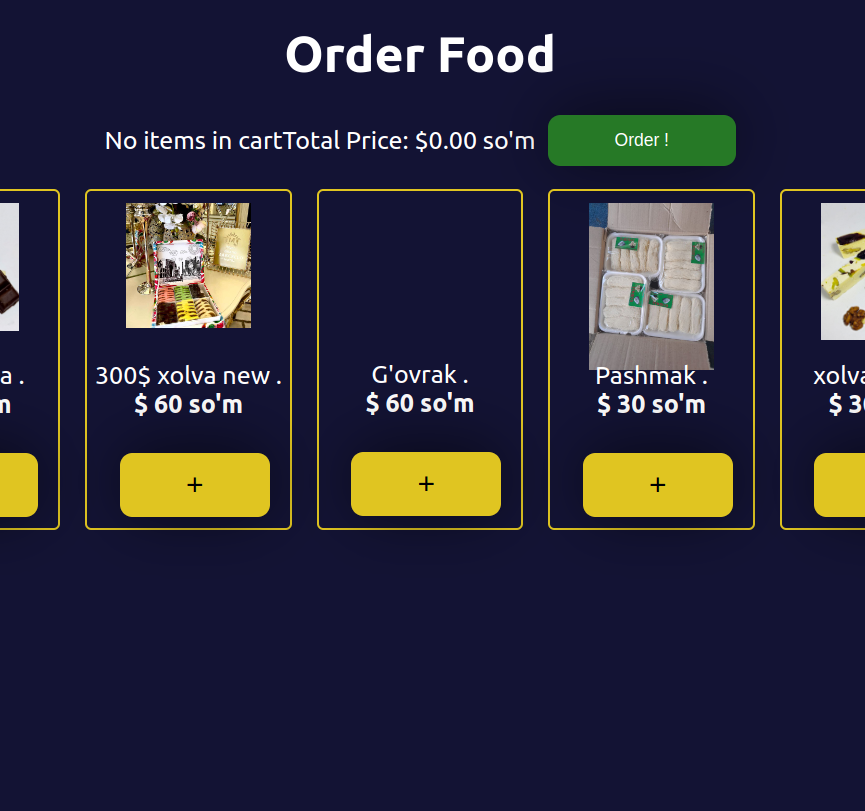 Order Food
No items in cartTotal Price: $0.00 so'm
Order !
a .
m
300$ xolva new .
$ 60 so'm
+
G'ovrak .
$ 60 so'm
+
Pashmak .
$ 30 so'm
+
xolva
$ 30